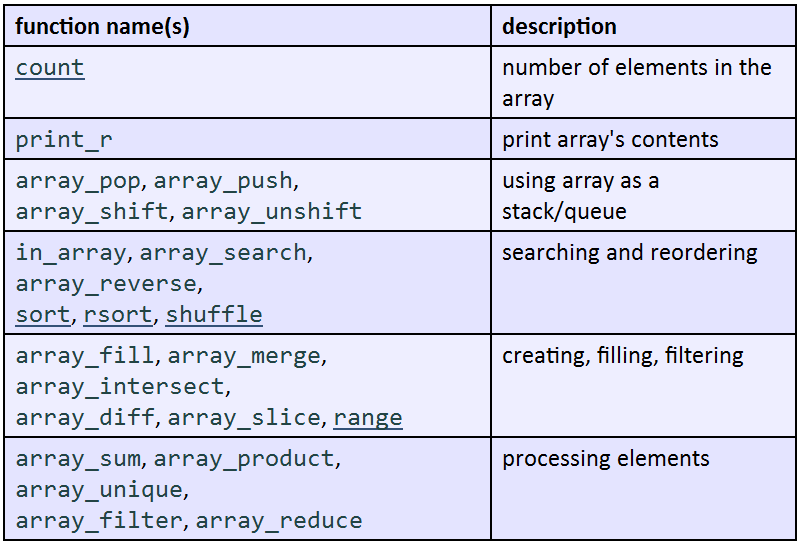 function name(s) description
count number of elements in the
array
print_r print array's contents
array_pop, array_push, using array as a
array_shift, array_unshift stack/queue
in_array, array_search, searching and reordering
array_reverse,
sort, rsort, shuffle
array_fill, array_merge, creating, filling, filtering
array_intersect,
array_diff, array_slice, range
array_sum, array_product, processing elements
array_unique,
array_filter, array_reduce